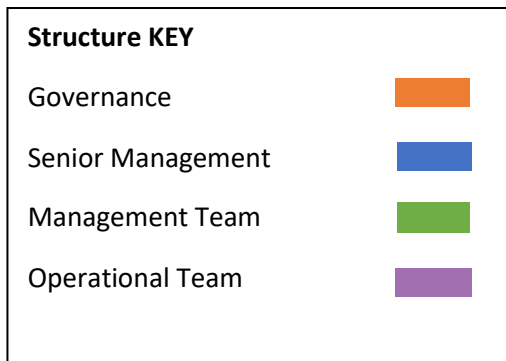 Structure KEY
Governance
Senior Management
Management Team
Operational Team